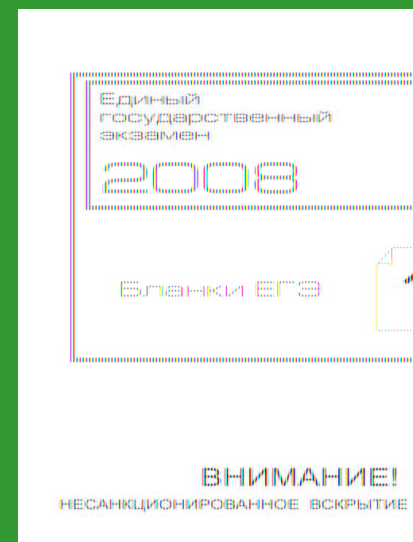 Единый
государственный
экзамен
2008
Бланки ЕГЭ
ВНИМАНИЕ!
НЕСАНКЦИОНИРОВАННОЕ ВСКРЫТИЕ